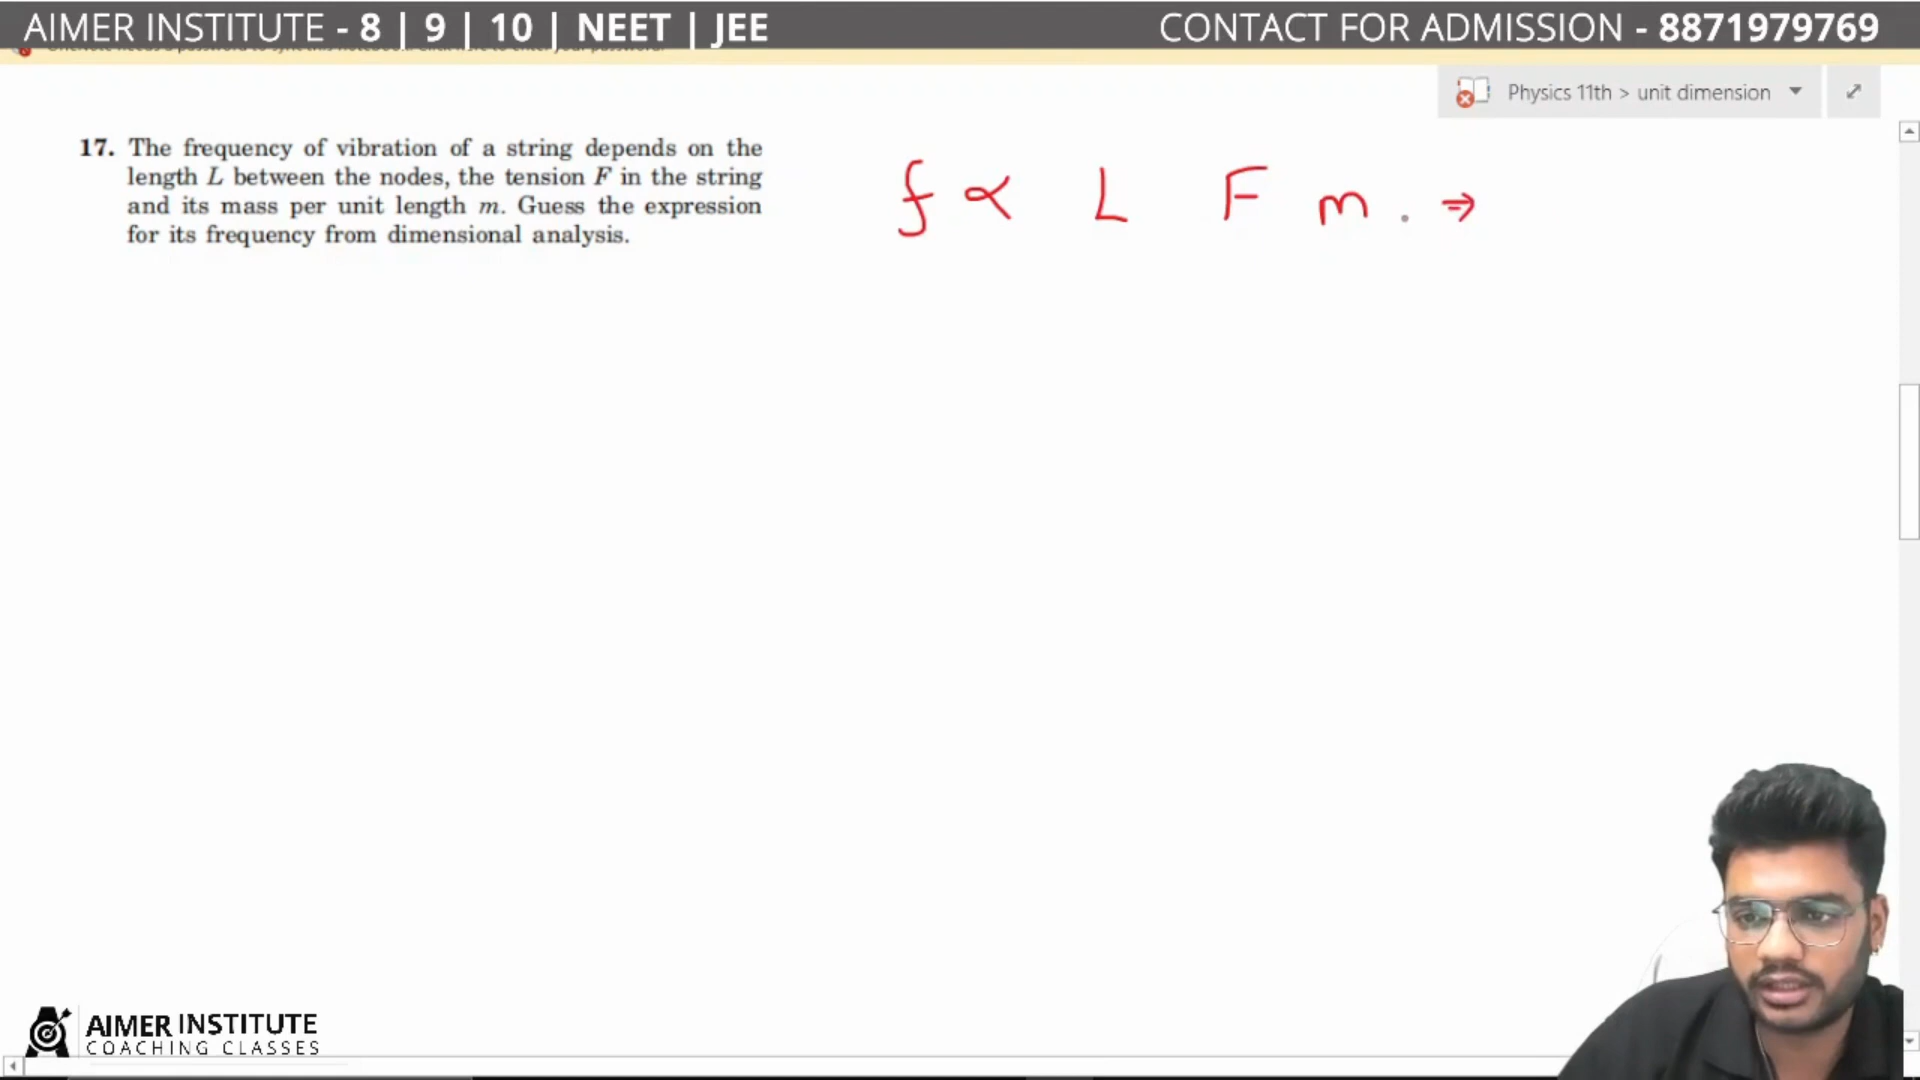 AIMER INSTITUTE - 8 | 9 | 10 | NEET | JEE
CONTACT FOR ADMISSION - 8871979769
Physics 11th > unit dimension
17. The frequency of vibration of a string depends on the
length L between the nodes, the tension F in the string
and its mass per unit length m. Guess the expression
for its frequency from dimensional analysis.
f ∝ L F m . ⇒
AIMER INSTITUTE
COACHING CLASSES